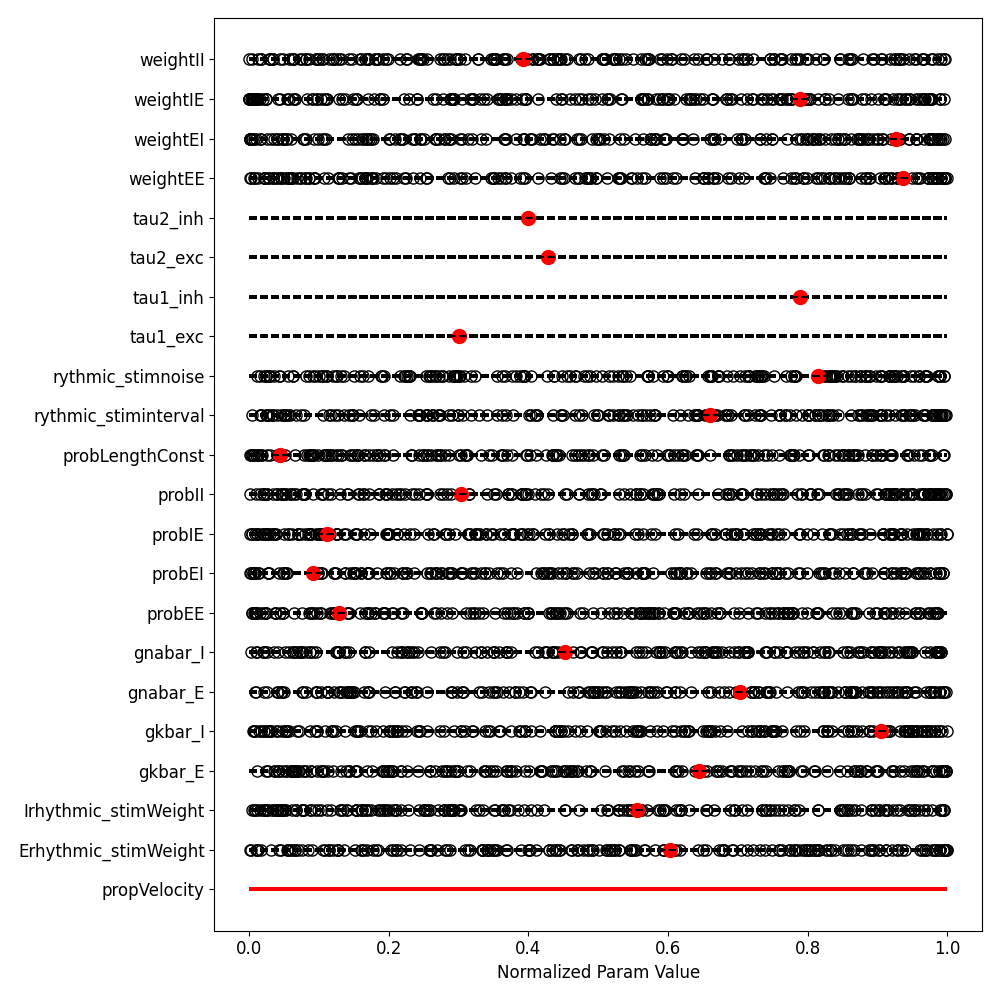 weightII
weightIE
weightEI
weightEE
tau2_inh
tau2_exc
tau1_inh
tau1_exc
rythmic_stimnoise
rythmic_stiminterval
probLengthConst
probII
probIE
probEI
probEE
gnabar_I
gnabar_E
gkbar_I
gkbar_E
Irhythmic_stimWeight
Erhythmic_stimWeight
propVelocity
0.0 0.2 0.4 0.6 0.8 1.0
Normalized Param Value